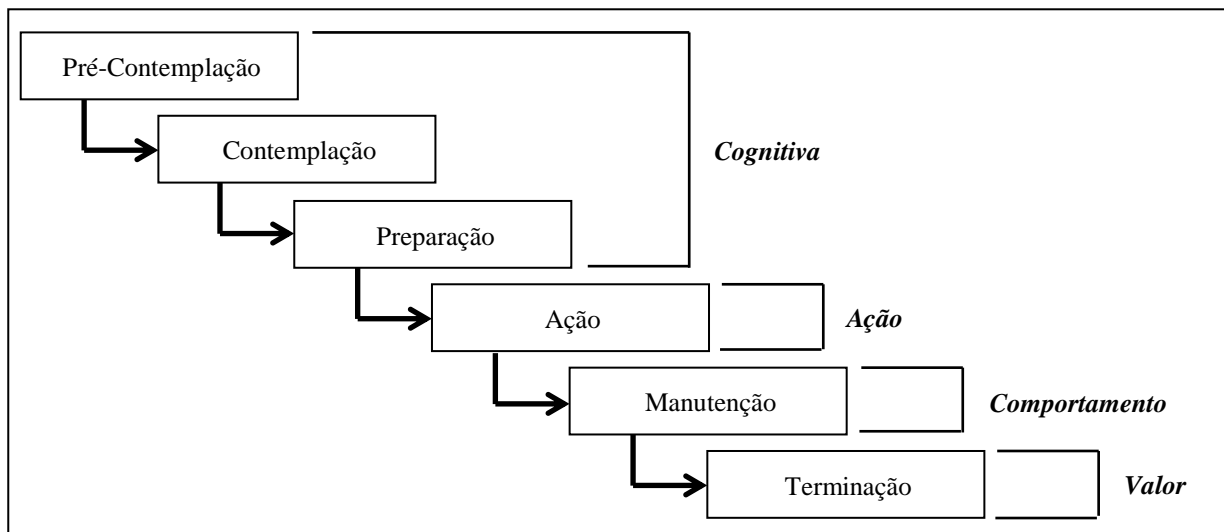 Pré-Contemplação
Contemplação
Cognitiva
Preparação
Ação
Ação
Manutenção
Comportamento
Terminação
Valor